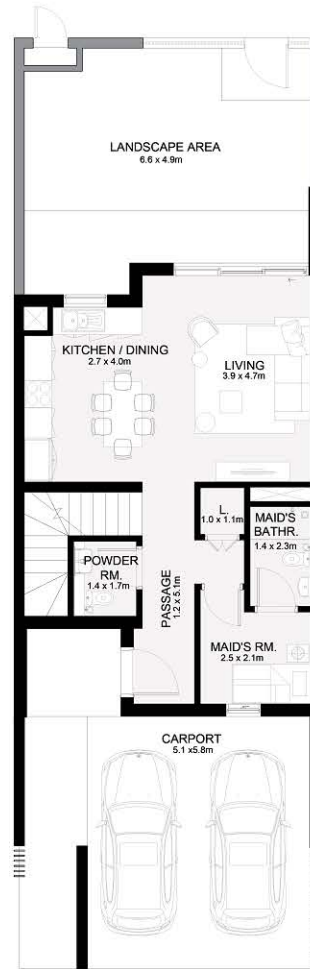 LANDSCAPE AREA
6.6 x 4.9m
KITCHEN / DINING
2.7 x 4.0m
LIVING
3.9 x 4.7m
L.
1.0 x 1.1m
MAID'S
BATHR.
1.4 x 2.3m
POWDER
RM.
1.4 x 1.7m
PASSAGE
1.2 x 5.1m
MAID'S RM.
2.5 x 2.1m
CARPORT
5.1 x5.8m